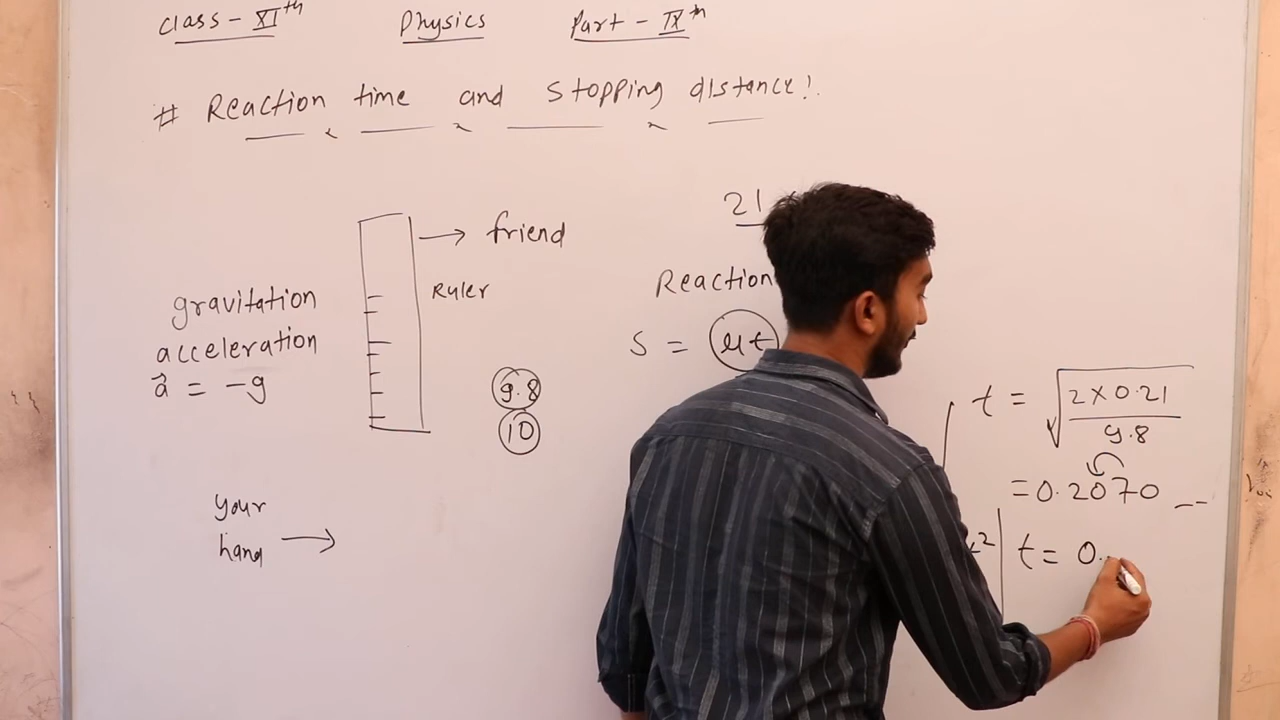 Class - XIth Physics Part - IXth
# Reaction time and stopping distance!.
21
→ friend
Ruler
gravitation
acceleration
a⃗ = -g
9.8
10
Reaction
s = ut
your
hand →
t = √(2 × 0.21 / 9.8)
= 0.2070 --
t = 0.